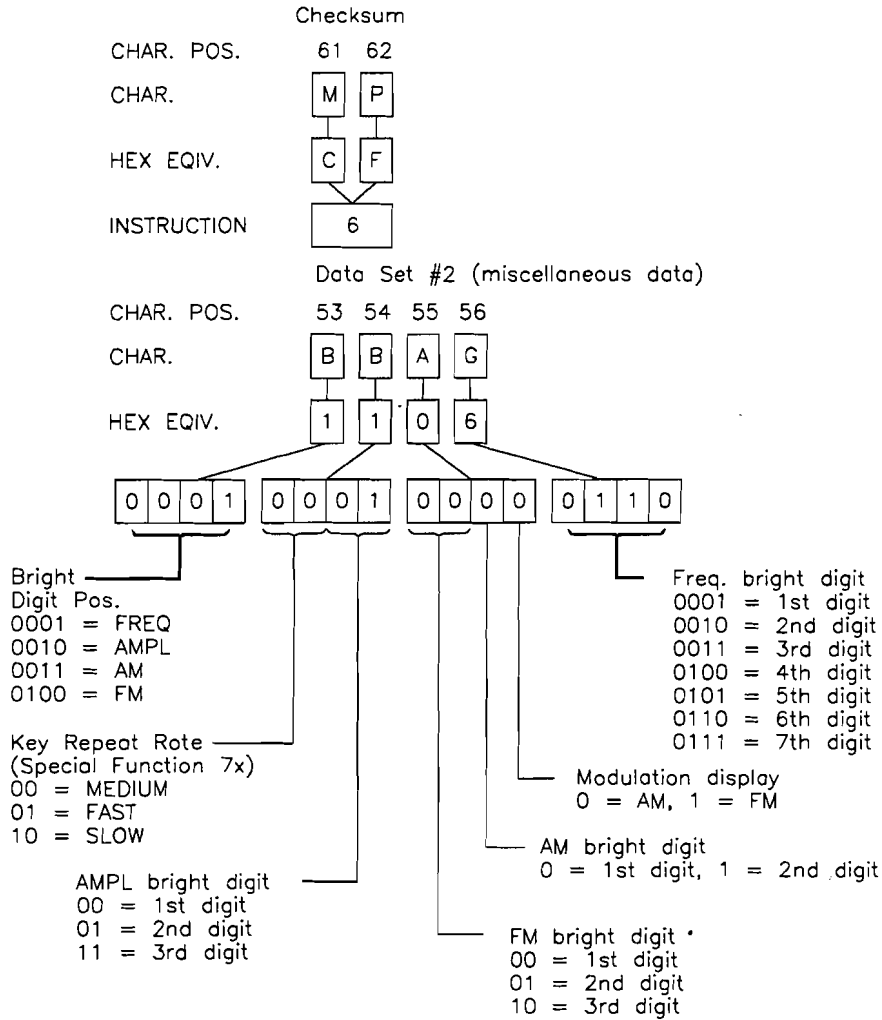 Checksum
CHAR. POS. 61 62
CHAR. M P
HEX EQIV. C F
INSTRUCTION 6
Data Set #2 (miscellaneous data)
CHAR. POS. 53 54 55 56
CHAR. B B A G
HEX EQIV. 1 1 0 6
0 0 0 1 0 0 0 1 0 0 0 0 0 1 1 0
Bright
Digit Pos.
0001 = FREQ
0010 = AMPL
0011 = AM
0100 = FM
Freq. bright digit
0001 = 1st digit
0010 = 2nd digit
0011 = 3rd digit
0100 = 4th digit
0101 = 5th digit
0110 = 6th digit
0111 = 7th digit
Key Repeat Rate
(Special Function 7x)
00 = MEDIUM
01 = FAST
10 = SLOW
Modulation display
0 = AM, 1 = FM
AM bright digit
0 = 1st digit, 1 = 2nd digit
AMPL bright digit
00 = 1st digit
01 = 2nd digit
11 = 3rd digit
FM bright digit
00 = 1st digit
01 = 2nd digit
10 = 3rd digit